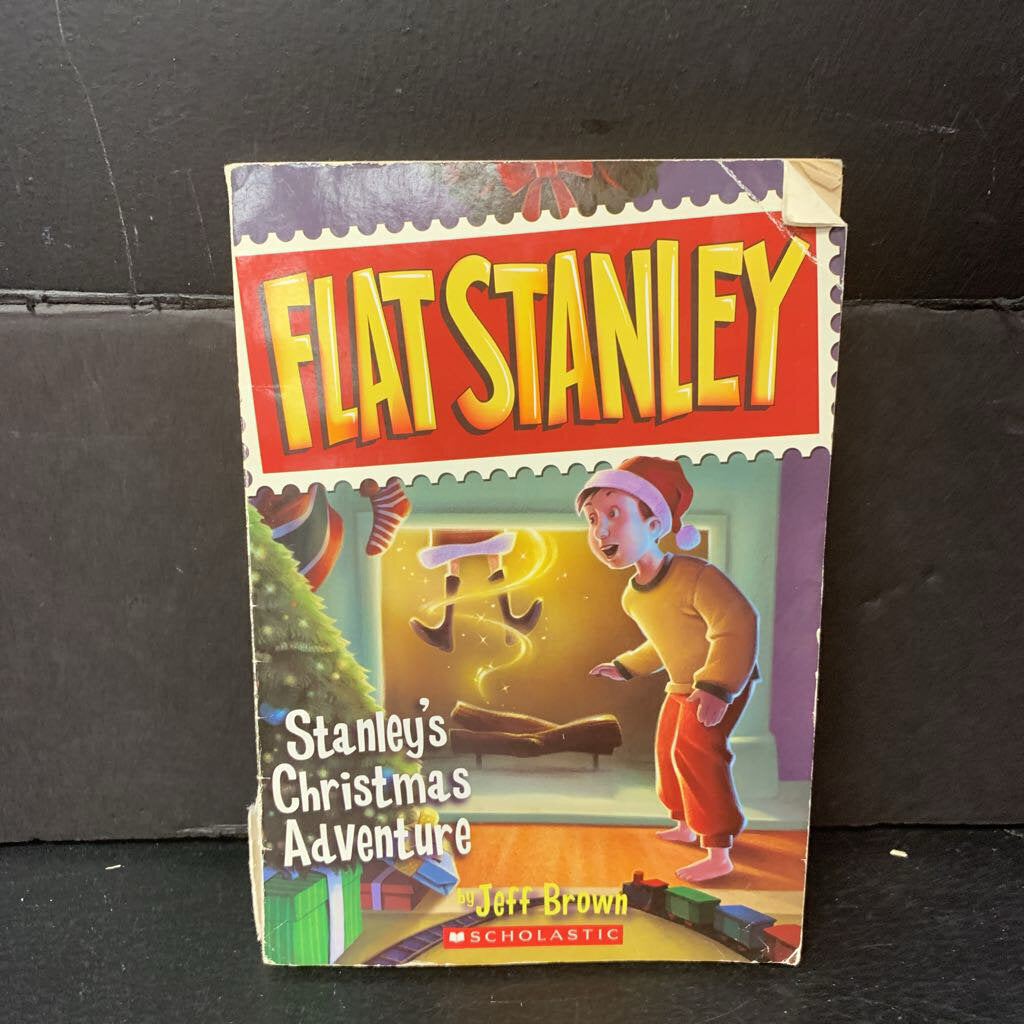 FLAT STANLEY
Stanley's
Christmas
Adventure
by Jeff Brown
SCHOLASTIC